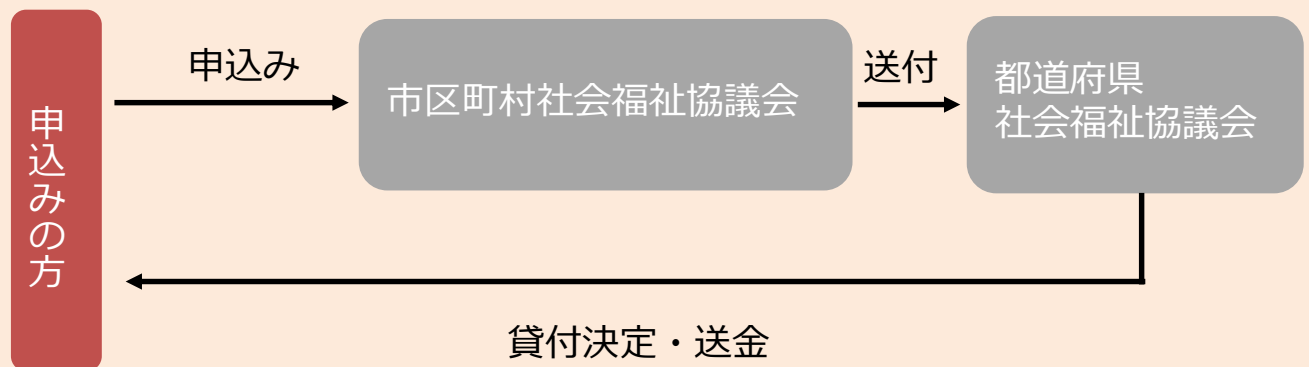 申込みの方
申込み
市区町村社会福祉協議会
送付
都道府県
社会福祉協議会
貸付決定・送金